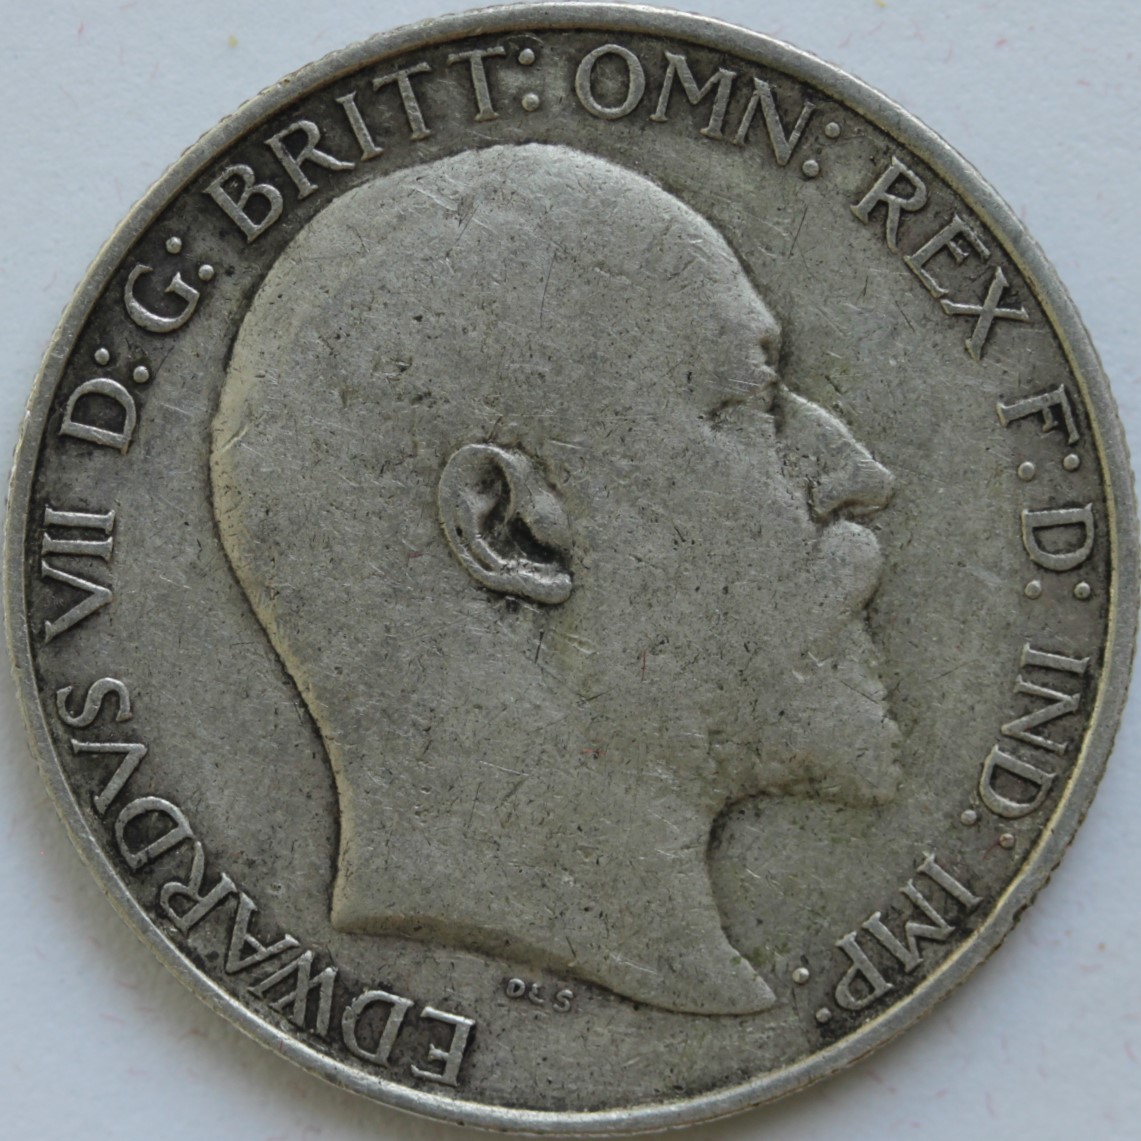 EDWARDVS VII D: G: BRITT: OMN: REX F: D: IND: IMP:
DES